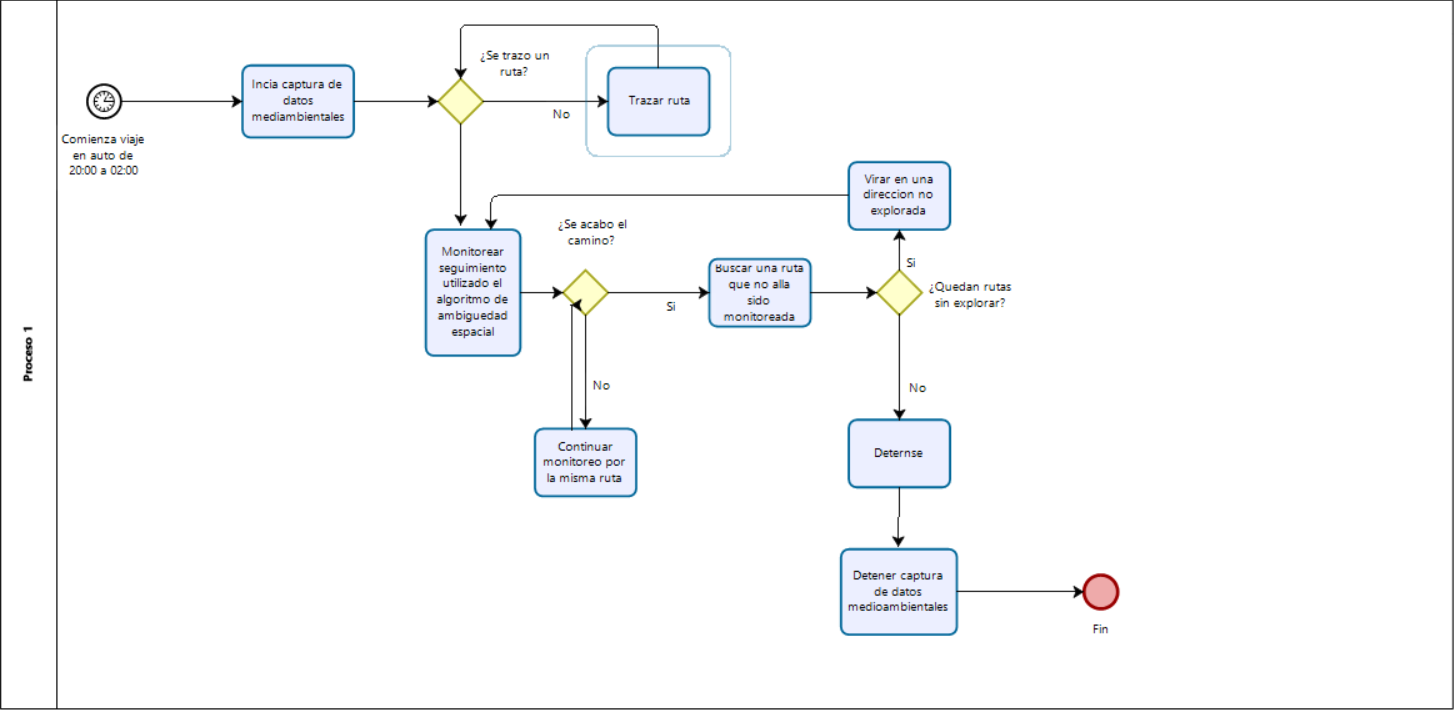 Proceso 1
Comienza viaje
en auto de
20:00 a 02:00
Incia captura de
datos
mediambientales
¿Se trazo un
ruta?
No
Trazar ruta
Monitorear
seguimiento
utilizado el
algoritmo de
ambiguedad
espacial
¿Se acabo el
camino?
Si
No
Continuar
monitoreo por
la misma ruta
Buscar una ruta
que no alla
sido
monitoreada
¿Quedan rutas
sin explorar?
Si
Virar en una
direccion no
explorada
No
Deternse
Detener captura
de datos
medioambientales
Fin